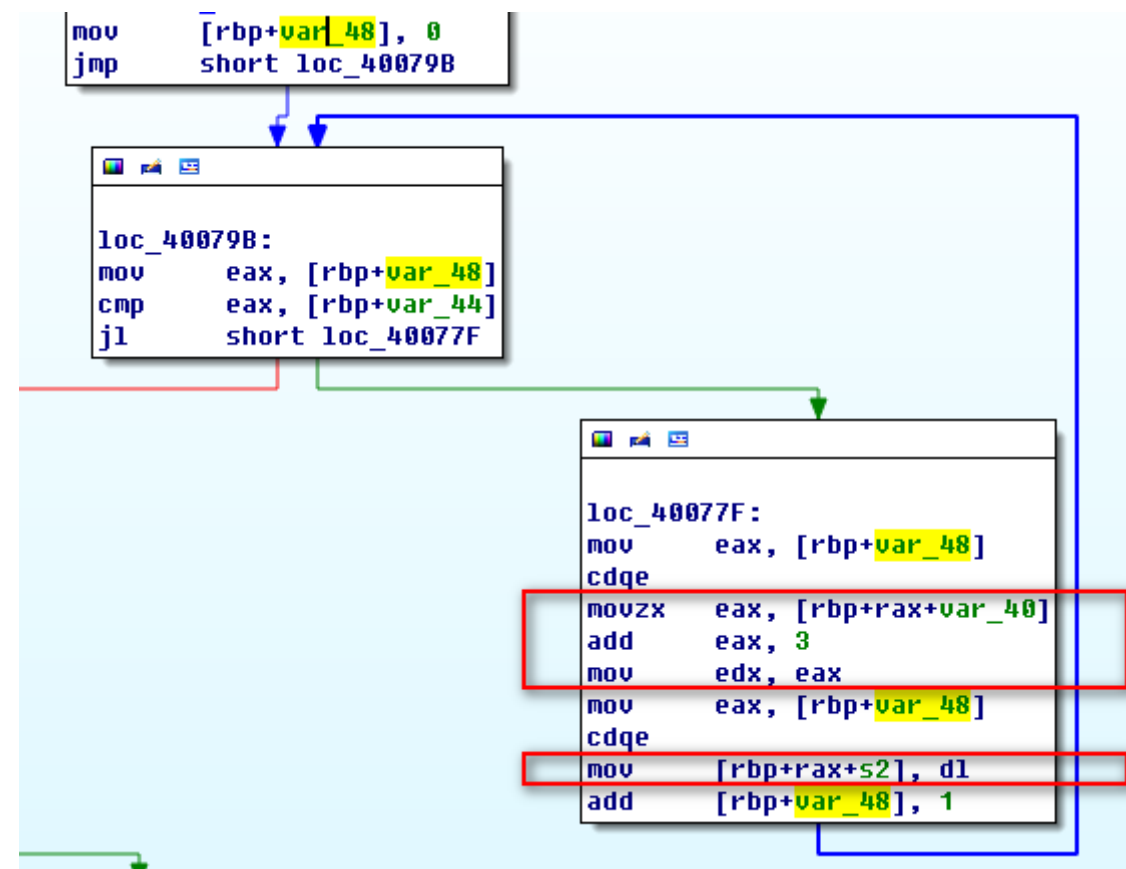 mov [rbp+var_48], 0
jmp short loc_40079B
loc_40079B:
mov eax, [rbp+var_48]
cmp eax, [rbp+var_44]
jl short loc_40077F
loc_40077F:
mov eax, [rbp+var_48]
cdqe
movzx eax, [rbp+rax+var_40]
add eax, 3
mov edx, eax
mov eax, [rbp+var_48]
cdqe
mov [rbp+rax+s2], dl
add [rbp+var_48], 1